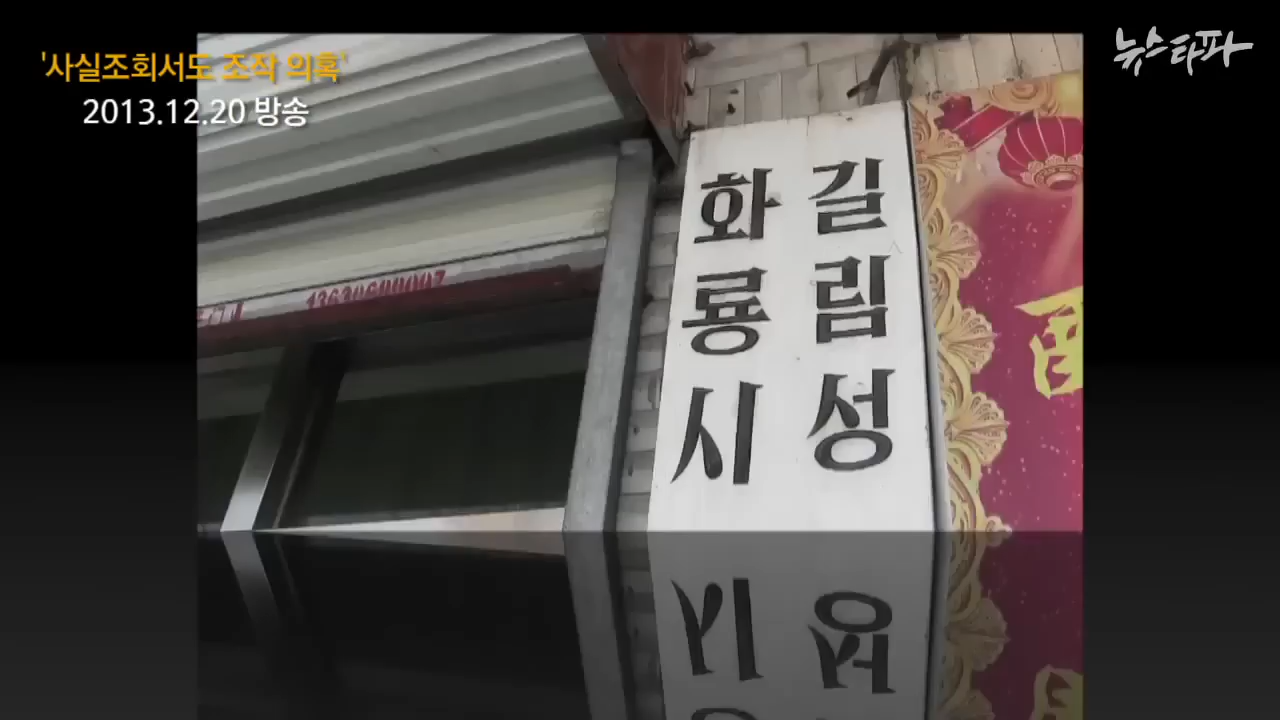 '사실조회서도 조작 의혹'
2013.12.20 방송
뉴스타파
길림성
화룡시